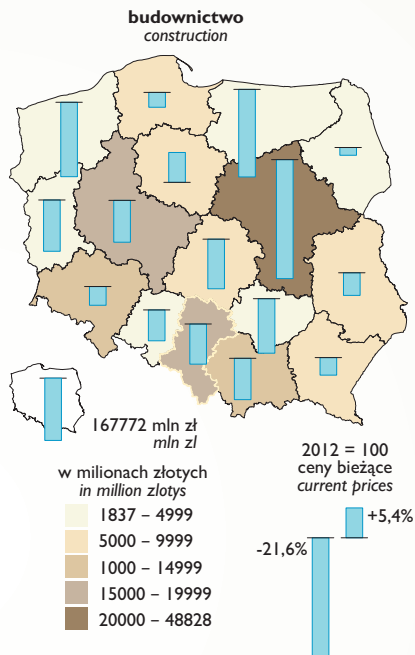 budownictwo
construction
167772 mln zł
mln zl
w milionach złotych
in million zlotys
1837 – 4999
5000 – 9999
1000 – 14999
15000 – 19999
20000 – 48828
2012 = 100
ceny bieżące
current prices
+5,4%
-21,6%